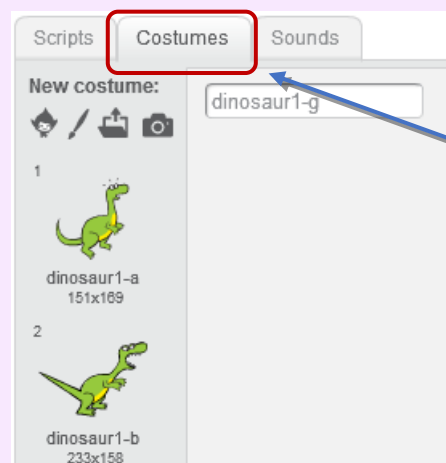 Scripts Costumes Sounds
New costume:
dinosaur1-g
1
dinosaur1-a
151x169
2
dinosaur1-b
233x158